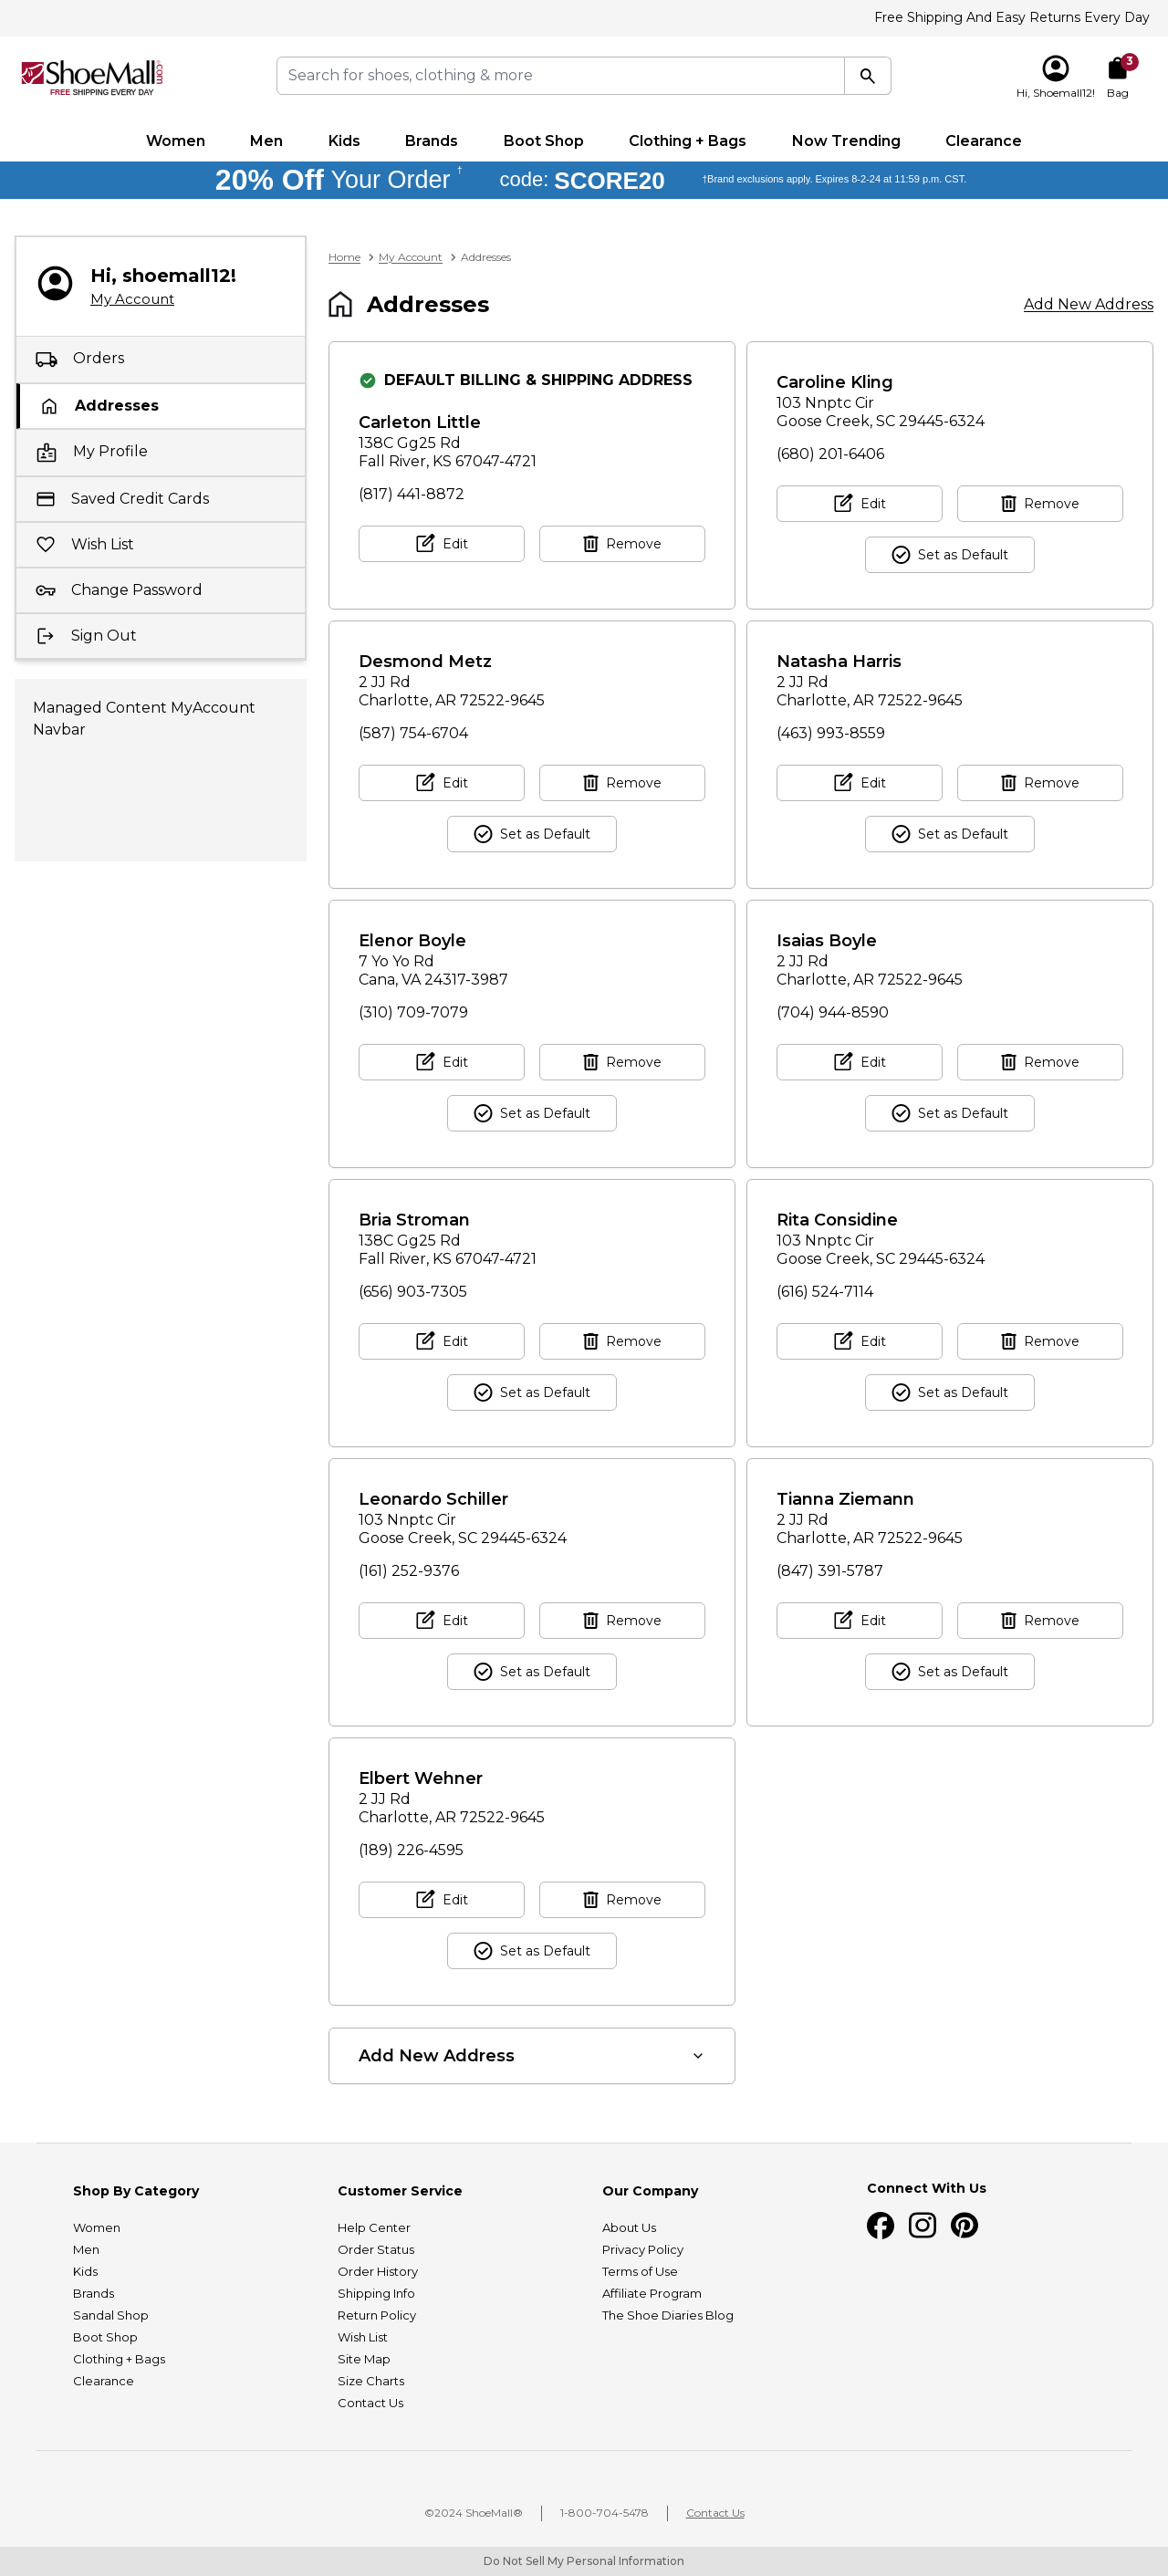 Free Shipping And Easy Returns Every Day
ShoeMall.com
FREE SHIPPING EVERY DAY
Search for shoes, clothing & more
Hi, Shoemall12!
3
Bag
Women Men Kids Brands Boot Shop Clothing + Bags Now Trending Clearance
20% Off Your Order † code: SCORE20 †Brand exclusions apply. Expires 8-2-24 at 11:59 p.m. CST.
Hi, shoemall12!
My Account
Orders
Addresses
My Profile
Saved Credit Cards
Wish List
Change Password
Sign Out
Managed Content MyAccount
Navbar
Home > My Account > Addresses
Addresses
Add New Address
DEFAULT BILLING & SHIPPING ADDRESS
Carleton Little
138C Gg25 Rd
Fall River, KS 67047-4721
(817) 441-8872
Edit Remove
Caroline Kling
103 Nnptc Cir
Goose Creek, SC 29445-6324
(680) 201-6406
Edit Remove
Set as Default
Desmond Metz
2 JJ Rd
Charlotte, AR 72522-9645
(587) 754-6704
Edit Remove
Set as Default
Natasha Harris
2 JJ Rd
Charlotte, AR 72522-9645
(463) 993-8559
Edit Remove
Set as Default
Elenor Boyle
7 Yo Yo Rd
Cana, VA 24317-3987
(310) 709-7079
Edit Remove
Set as Default
Isaias Boyle
2 JJ Rd
Charlotte, AR 72522-9645
(704) 944-8590
Edit Remove
Set as Default
Bria Stroman
138C Gg25 Rd
Fall River, KS 67047-4721
(656) 903-7305
Edit Remove
Set as Default
Rita Considine
103 Nnptc Cir
Goose Creek, SC 29445-6324
(616) 524-7114
Edit Remove
Set as Default
Leonardo Schiller
103 Nnptc Cir
Goose Creek, SC 29445-6324
(161) 252-9376
Edit Remove
Set as Default
Tianna Ziemann
2 JJ Rd
Charlotte, AR 72522-9645
(847) 391-5787
Edit Remove
Set as Default
Elbert Wehner
2 JJ Rd
Charlotte, AR 72522-9645
(189) 226-4595
Edit Remove
Set as Default
Add New Address
Shop By Category
Women
Men
Kids
Brands
Sandal Shop
Boot Shop
Clothing + Bags
Clearance
Customer Service
Help Center
Order Status
Order History
Shipping Info
Return Policy
Wish List
Site Map
Size Charts
Contact Us
Our Company
About Us
Privacy Policy
Terms of Use
Affiliate Program
The Shoe Diaries Blog
Connect With Us
©2024 ShoeMall® | 1-800-704-5478 | Contact Us
Do Not Sell My Personal Information